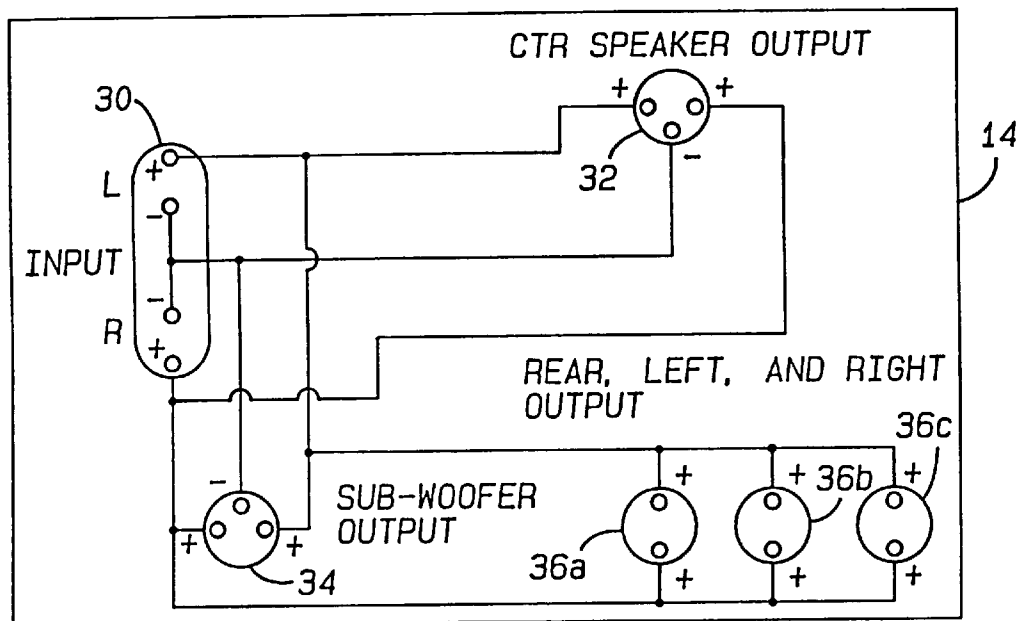 CTR SPEAKER OUTPUT
30
+ +
14
+
L
-
32
-
INPUT
-
R
+
REAR, LEFT, AND RIGHT
OUTPUT
36c
-
SUB-WOOFER
OUTPUT
+ + +
36b
+ +
34
36a
+ + +